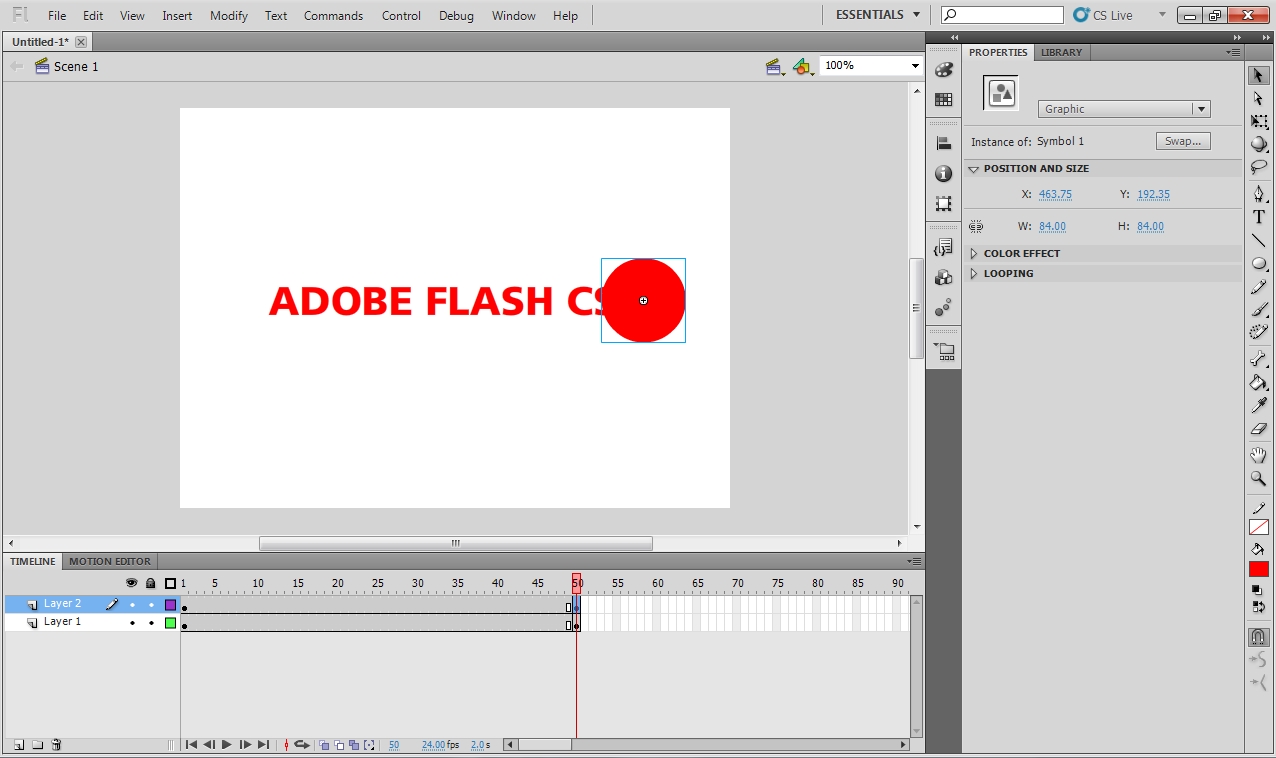 Fl File Edit View Insert Modify Text Commands Control Debug Window Help ESSENTIALS CS Live
Untitled-1*
Scene 1 100%
PROPERTIES LIBRARY
Graphic
Instance of: Symbol 1 Swap...
POSITION AND SIZE
X: 463.75 Y: 192.35
W: 84.00 H: 84.00
COLOR EFFECT
LOOPING
T
ADOBE FLASH CS
TIMELINE MOTION EDITOR
1 5 10 15 20 25 30 35 40 45 50 55 60 65 70 75 80 85 90
Layer 2
Layer 1
50 24.00 fps 2.0 s